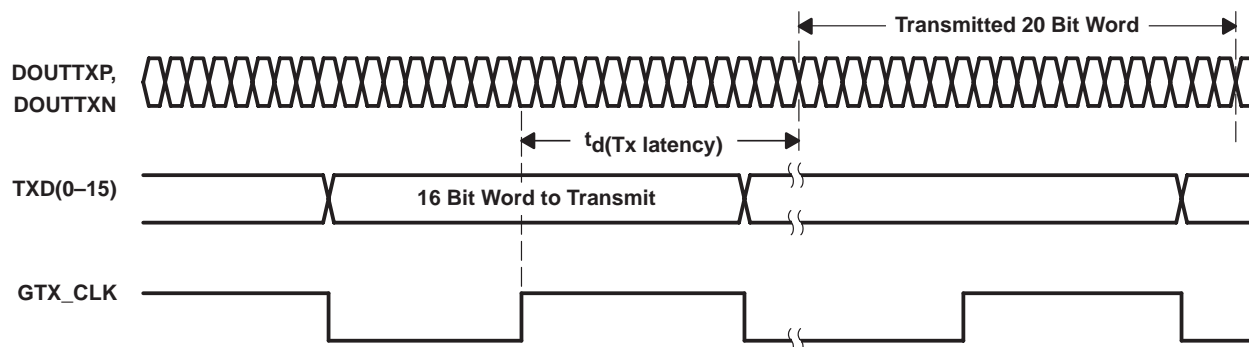 Transmitted 20 Bit Word
DOUTTXP,
DOUTTXN
td(Tx latency)
TXD(0–15)
16 Bit Word to Transmit
GTX_CLK